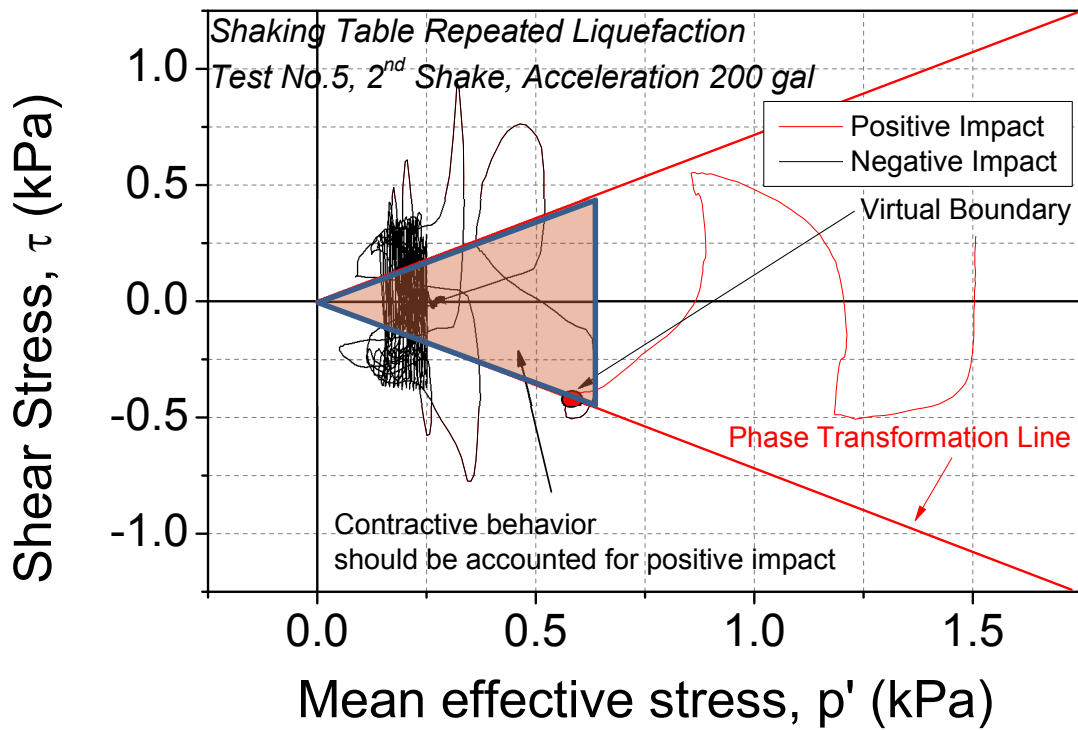 Shaking Table Repeated Liquefaction
Test No.5, 2nd Shake, Acceleration 200 gal
Positive Impact
Negative Impact
Virtual Boundary
Phase Transformation Line
Contractive behavior
should be accounted for positive impact
1.0
0.5
0.0
-0.5
-1.0
Shear Stress, τ (kPa)
0.0 0.5 1.0 1.5
Mean effective stress, p' (kPa)